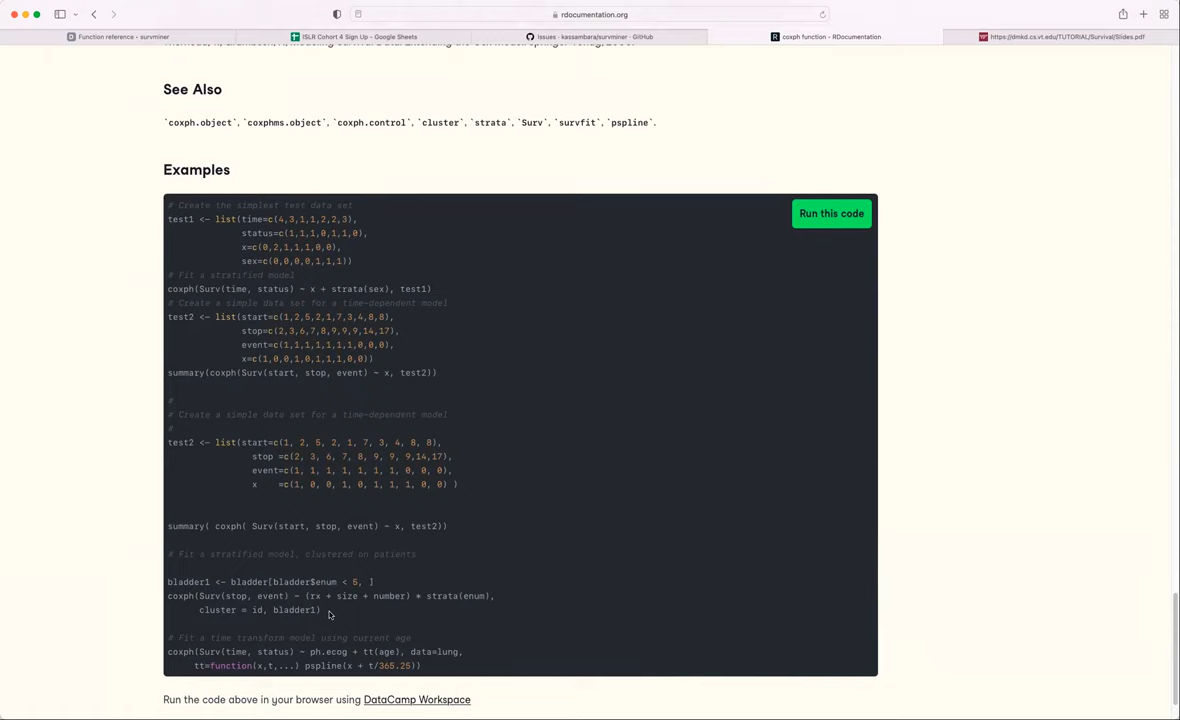 rdocumentation.org
Function reference - survminer
ISLR Cohort 4 Sign Up - Google Sheets
Issues · kassambara/survminer · GitHub
coxph function - RDocumentation
https://dmkd.cs.vt.edu/TUTORIAL/Survival/Slides.pdf
See Also
`coxph.object`, `coxphms.object`, `coxph.control`, `cluster`, `strata`, `Surv`, `survfit`, `pspline`.
Examples
Run this code
# Create the simplest test data set
test1 <- list(time=c(4,3,1,1,2,2,3),
status=c(1,1,1,0,1,1,0),
x=c(0,2,1,1,1,0,0),
sex=c(0,0,0,0,1,1,1))
# Fit a stratified model
coxph(Surv(time, status) ~ x + strata(sex), test1)
# Create a simple data set for a time-dependent model
test2 <- list(start=c(1,2,5,2,1,7,3,4,8,8),
stop=c(2,3,6,7,8,9,9,9,14,17),
event=c(1,1,1,1,1,1,1,0,0,0),
x=c(1,0,0,1,0,1,1,1,0,0))
summary(coxph(Surv(start, stop, event) ~ x, test2))
#
# Create a simple data set for a time-dependent model
#
test2 <- list(start=c(1, 2, 5, 2, 1, 7, 3, 4, 8, 8),
stop =c(2, 3, 6, 7, 8, 9, 9, 9,14,17),
event=c(1, 1, 1, 1, 1, 1, 1, 0, 0, 0),
x    =c(1, 0, 0, 1, 0, 1, 1, 1, 0, 0) )
summary( coxph( Surv(start, stop, event) ~ x, test2))
# Fit a stratified model, clustered on patients
bladder1 <- bladder[bladder$enum < 5, ]
coxph(Surv(stop, event) ~ (rx + size + number) * strata(enum),
cluster = id, bladder1)
# Fit a time transform model using current age
coxph(Surv(time, status) ~ ph.ecog + tt(age), data=lung,
tt=function(x,t,...) pspline(x + t/365.25))
Run the code above in your browser using DataCamp Workspace